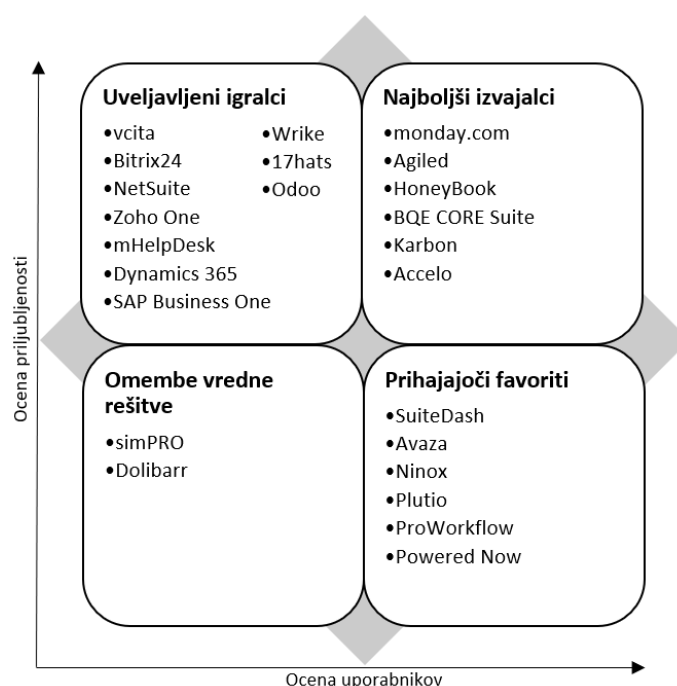 Uveljavljeni igralci
•vcita
•Bitrix24
•NetSuite
•Zoho One
•mHelpDesk
•Dynamics 365
•SAP Business One
•Wrike
•17hats
•Odoo
Najboljši izvajalci
•monday.com
•Agiled
•HoneyBook
•BQE CORE Suite
•Karbon
•Accelo
Ocena priljubljenosti
Omembe vredne
rešitve
•simPRO
•Dolibarr
Prihajajoči favoriti
•SuiteDash
•Avaza
•Ninox
•Plutio
•ProWorkflow
•Powered Now
Ocena uporabnikov